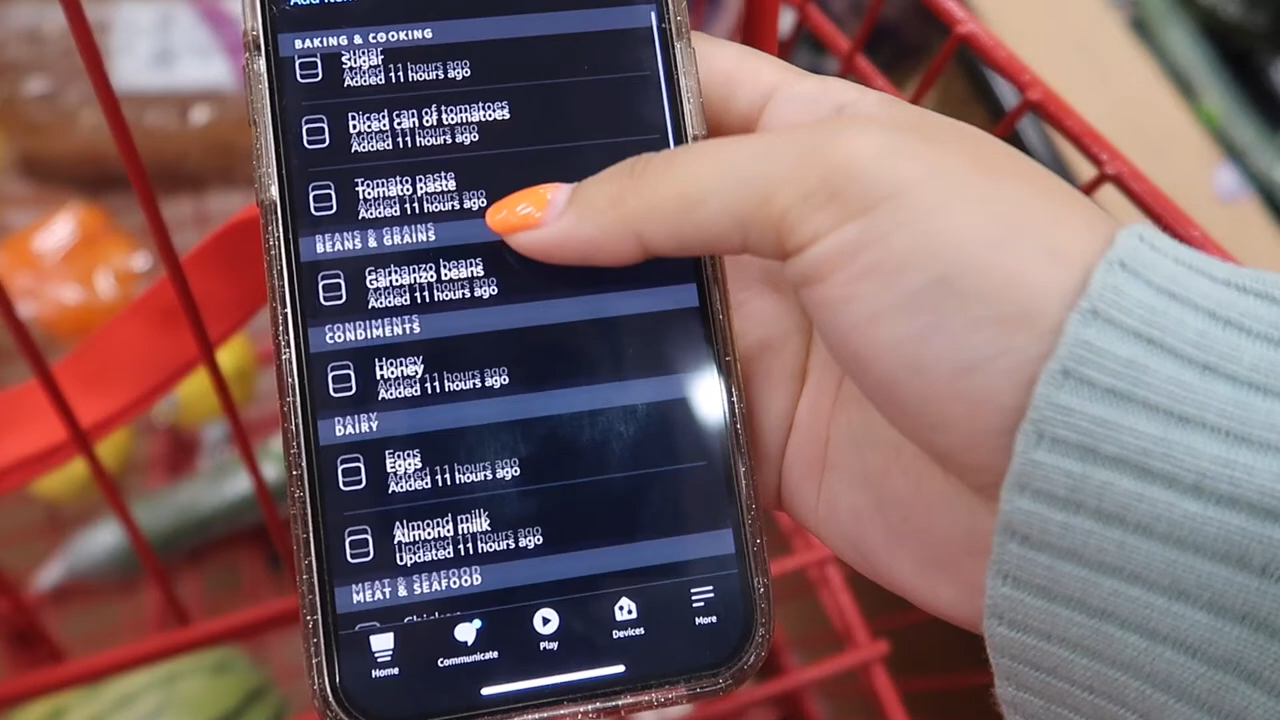 Add item
BAKING & COOKING
Sugar
Added 11 hours ago
Diced can of tomatoes
Added 11 hours ago
Tomato paste
Added 11 hours ago
BEANS & GRAINS
Garbanzo beans
Added 11 hours ago
CONDIMENTS
Honey
Added 11 hours ago
DAIRY
Eggs
Added 11 hours ago
Almond milk
Updated 11 hours ago
MEAT & SEAFOOD
Home
Communicate
Play
Devices
More